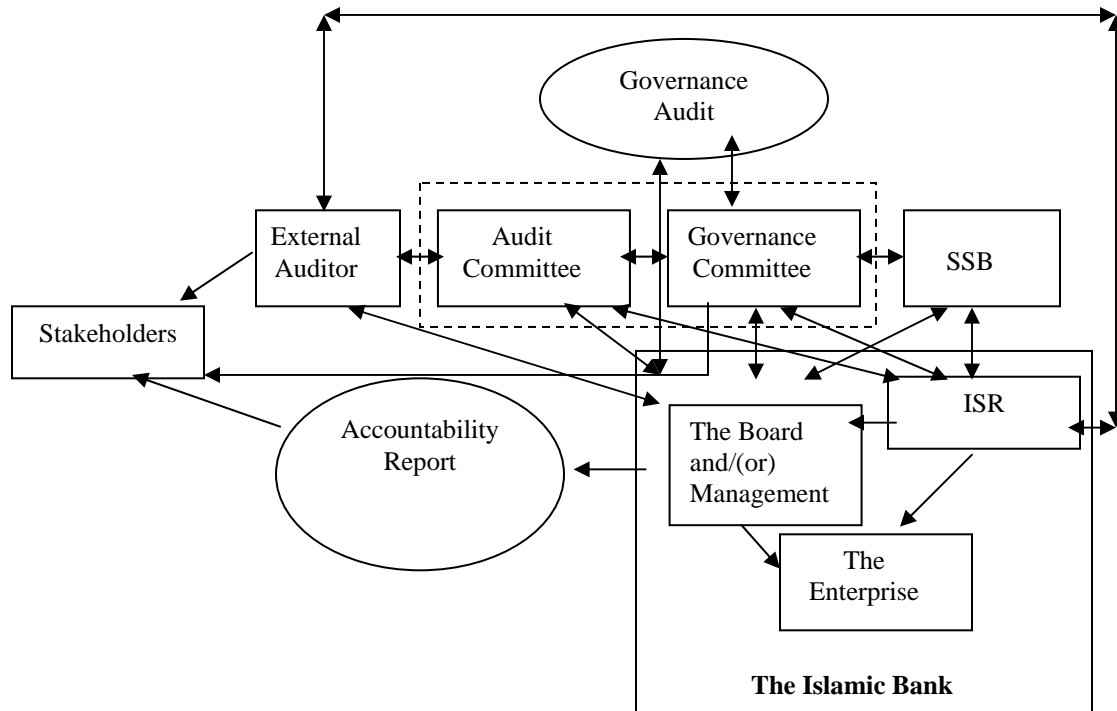 Governance
Audit
External
Auditor
Audit
Committee
Governance
Committee
SSB
Stakeholders
ISR
Accountability
Report
The Board
and/(or)
Management
The
Enterprise
The Islamic Bank